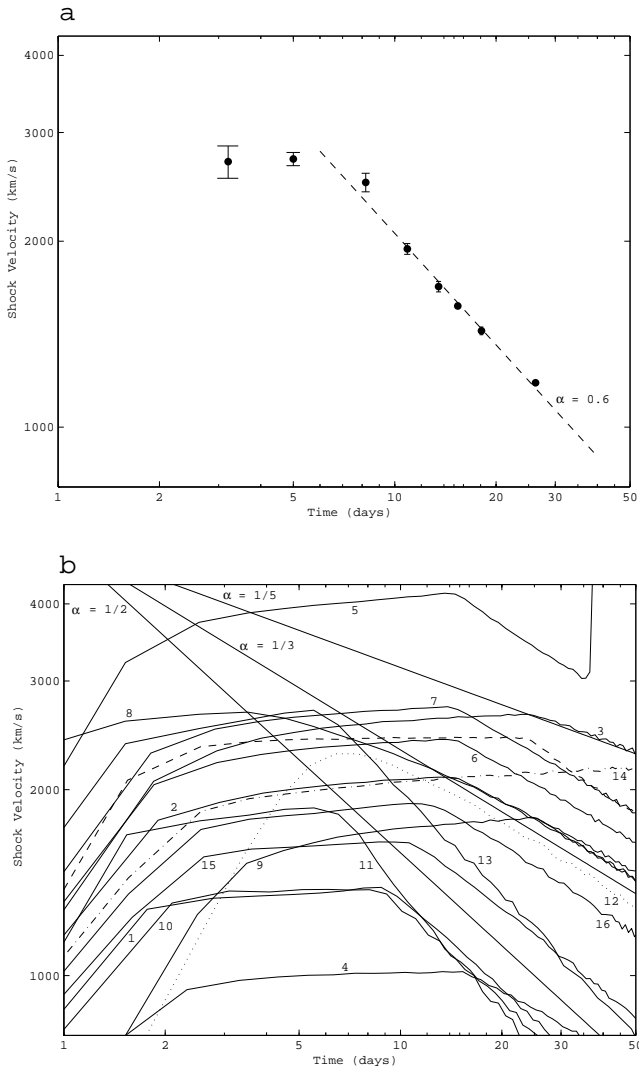 a
4000
3000
2000
1000
Shock Velocity (km/s)
α = 0.6
1 2 5 10 20 30 50
Time (days)
b
4000
3000
2000
1000
Shock Velocity (km/s)
α = 1/5
α = 1/2
α = 1/3
5
8
7
3
6
14
2
15
9
11
13
12
16
10
1
4
1 2 5 10 20 30 50
Time (days)